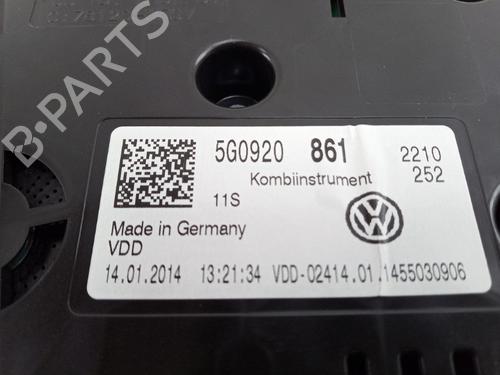 B-PARTS
5G0920 861 2210
Kombiinstrument 252
11S
Made in Germany
VDD
14.01.2014 13:21:34 VDD-02414.01.1455030906